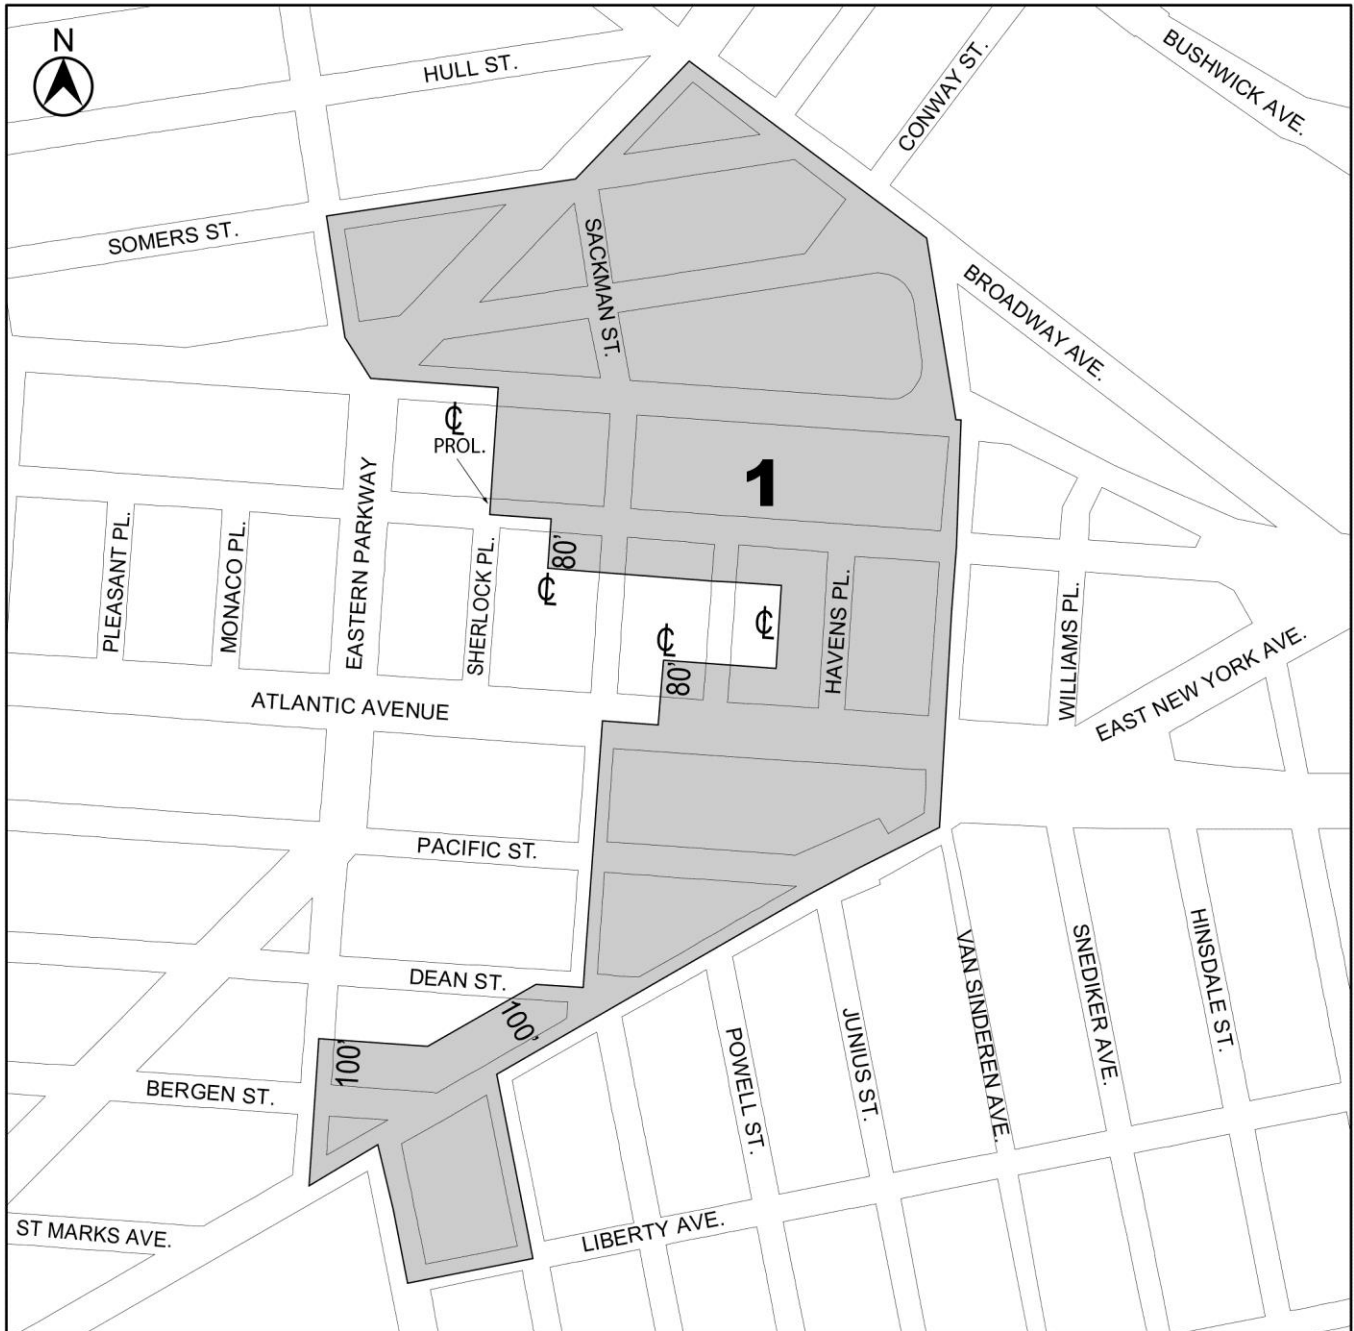 N
HULL ST.
CONWAY ST.
BUSHWICK AVE.
SOMERS ST.
SACKMAN ST.
BROADWAY AVE.
℄
PROL.
1
PLEASANT PL.
MONACO PL.
EASTERN PARKWAY
SHERLOCK PL.
80'
℄
℄
℄
80'
HAVENS PL.
WILLIAMS PL.
EAST NEW YORK AVE.
ATLANTIC AVENUE
PACIFIC ST.
DEAN ST.
100'
100'
BERGEN ST.
POWELL ST.
JUNIUS ST.
VAN SINDEREN AVE.
SNEDIKER AVE.
HINSDALE ST.
ST MARKS AVE.
LIBERTY AVE.